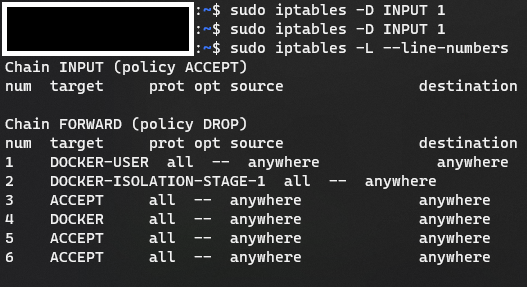 :~$ sudo iptables -D INPUT 1
:~$ sudo iptables -D INPUT 1
:~$ sudo iptables -L --line-numbers
Chain INPUT (policy ACCEPT)
num  target     prot opt source               destination

Chain FORWARD (policy DROP)
num  target     prot opt source               destination
1    DOCKER-USER  all  --  anywhere             anywhere
2    DOCKER-ISOLATION-STAGE-1  all  --  anywhere
3    ACCEPT     all  --  anywhere             anywhere
4    DOCKER     all  --  anywhere             anywhere
5    ACCEPT     all  --  anywhere             anywhere
6    ACCEPT     all  --  anywhere             anywhere